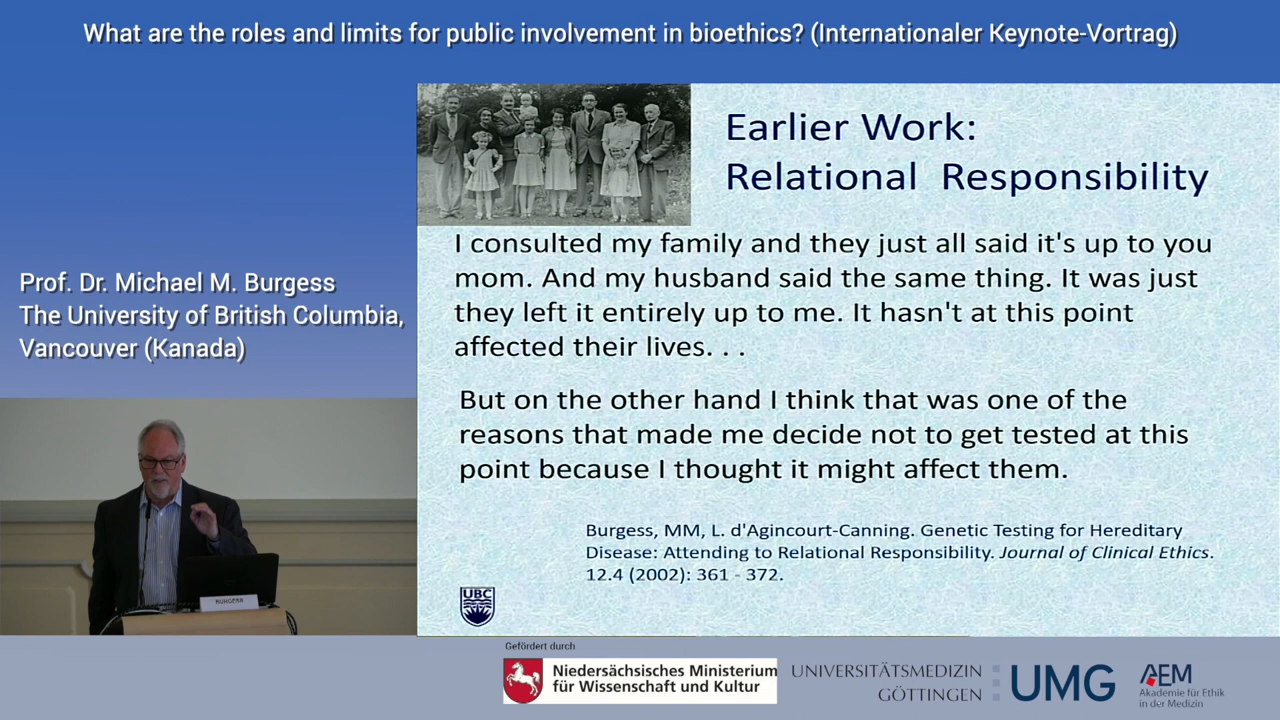 What are the roles and limits for public involvement in bioethics? (Internationaler Keynote-Vortrag)
Prof. Dr. Michael M. Burgess
The University of British Columbia,
Vancouver (Kanada)
BURGESS
Earlier Work:
Relational Responsibility
I consulted my family and they just all said it's up to you
mom. And my husband said the same thing. It was just
they left it entirely up to me. It hasn't at this point
affected their lives. . .
But on the other hand I think that was one of the
reasons that made me decide not to get tested at this
point because I thought it might affect them.
Burgess, MM, L. d'Agincourt-Canning. Genetic Testing for Hereditary
Disease: Attending to Relational Responsibility. Journal of Clinical Ethics.
12.4 (2002): 361 - 372.
UBC
Gefördert durch
Niedersächsisches Ministerium
für Wissenschaft und Kultur
UNIVERSITÄTSMEDIZIN
GÖTTINGEN
UMG
AEM
Akademie für Ethik
in der Medizin